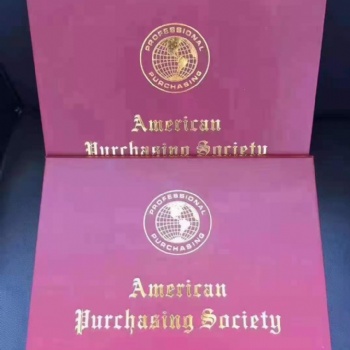 PROFESSIONAL
PURCHASING
American
Purchasing Society
PROFESSIONAL
PURCHASING
American
Purchasing Society